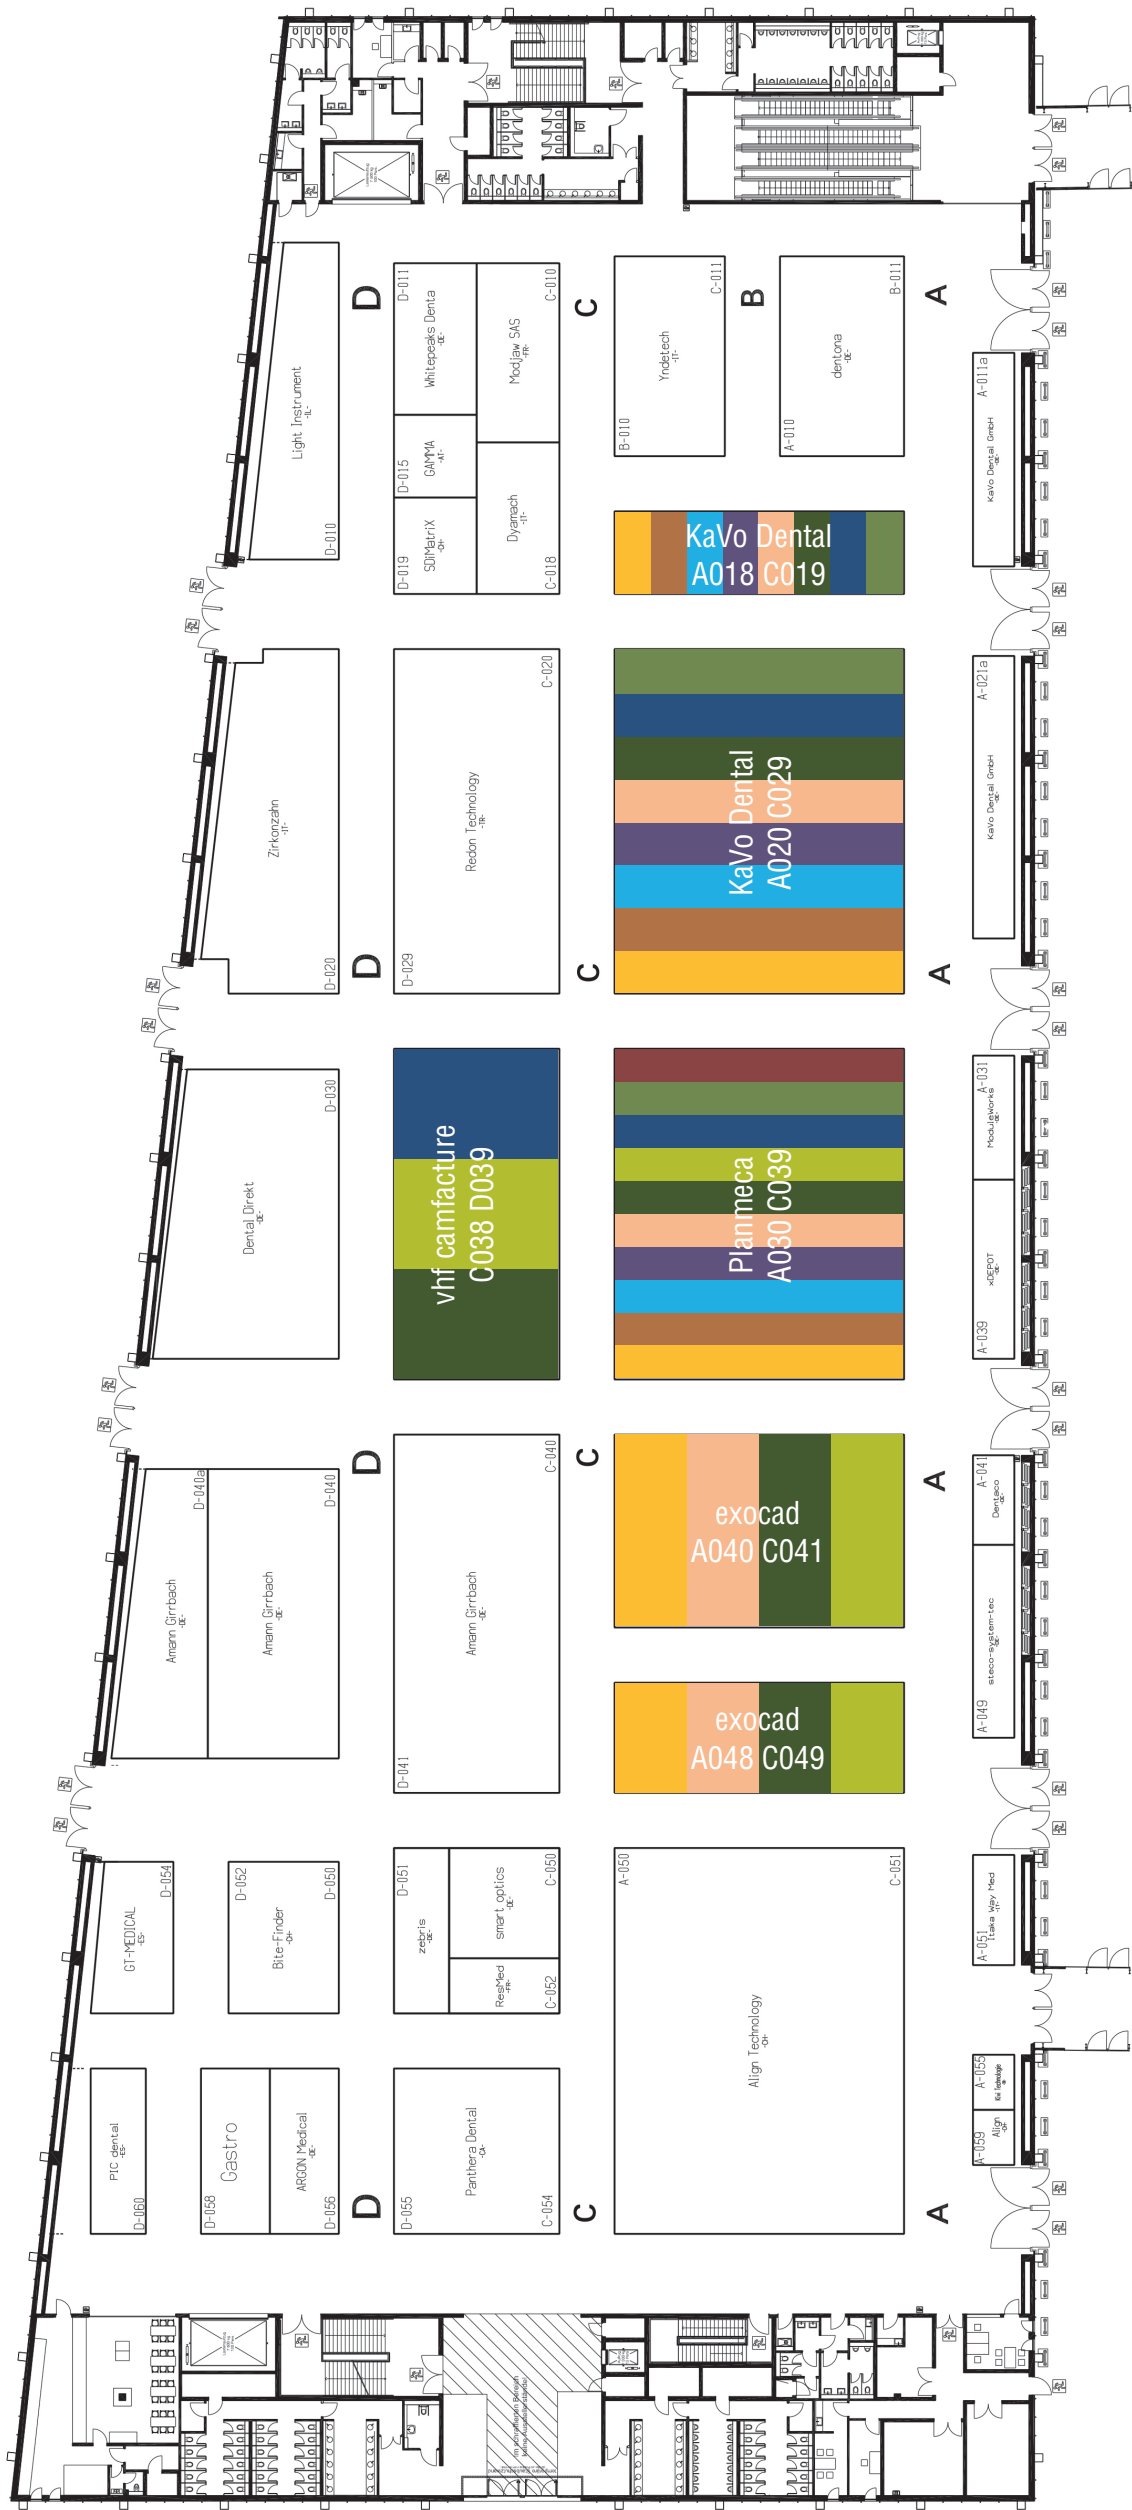 Light Instrument
-IL-
D-010
D
Whitepeaks Denta
-DE-
D-011
GAMMA
-AT-
D-015
SDiMatriX
-CH-
D-019
Modjaw SAS
-FR-
C-010
Dyamach
-IT-
C-018
C
Yndetech
-IT-
C-011
B-010
B
dentona
-DE-
B-011
A-010
A
KaVo Dental GmbH
-DE-
A-011a
KaVo Dental
A018 C019
Zirkonzahn
-IT-
D-020
D
Redon Technology
-TR-
C-020
D-029
C
KaVo Dental
A020 C029
A
KaVo Dental GmbH
-DE-
A-021a
Dental Direkt
-DE-
D-030
vhf camfacture
C038 D039
Planmeca
A030 C039
ModuleWorks
-DE-
A-031
xDEPOT
-DE-
A-039
Amann Girrbach
-DE-
D-040a
Amann Girrbach
-DE-
D-040
D
Amann Girrbach
-DE-
C-040
D-041
C
exocad
A040 C041
exocad
A048 C049
A
Dentaco
-DE-
A-041
steco-system-tec
-DE-
A-049
GT-MEDICAL
-ES-
D-054
Bite-Finder
-CH-
D-052
D-050
zebris
-DE-
D-051
smart optics
-DE-
C-050
ResMed
-FR-
C-052
Align Technology
-CH-
A-050
C-051
Itaka Way Med
-IT-
A-051
PIC dental
-ES-
D-060
Gastro
D-058
ARGON Medical
-DE-
D-056
D
Panthera Dental
-CA-
D-055
C-054
C
A
Kiwi Technologie
A-055
Align
-CH-
A-059
Im schraffierten Bereich
keine Ausstellerstände!